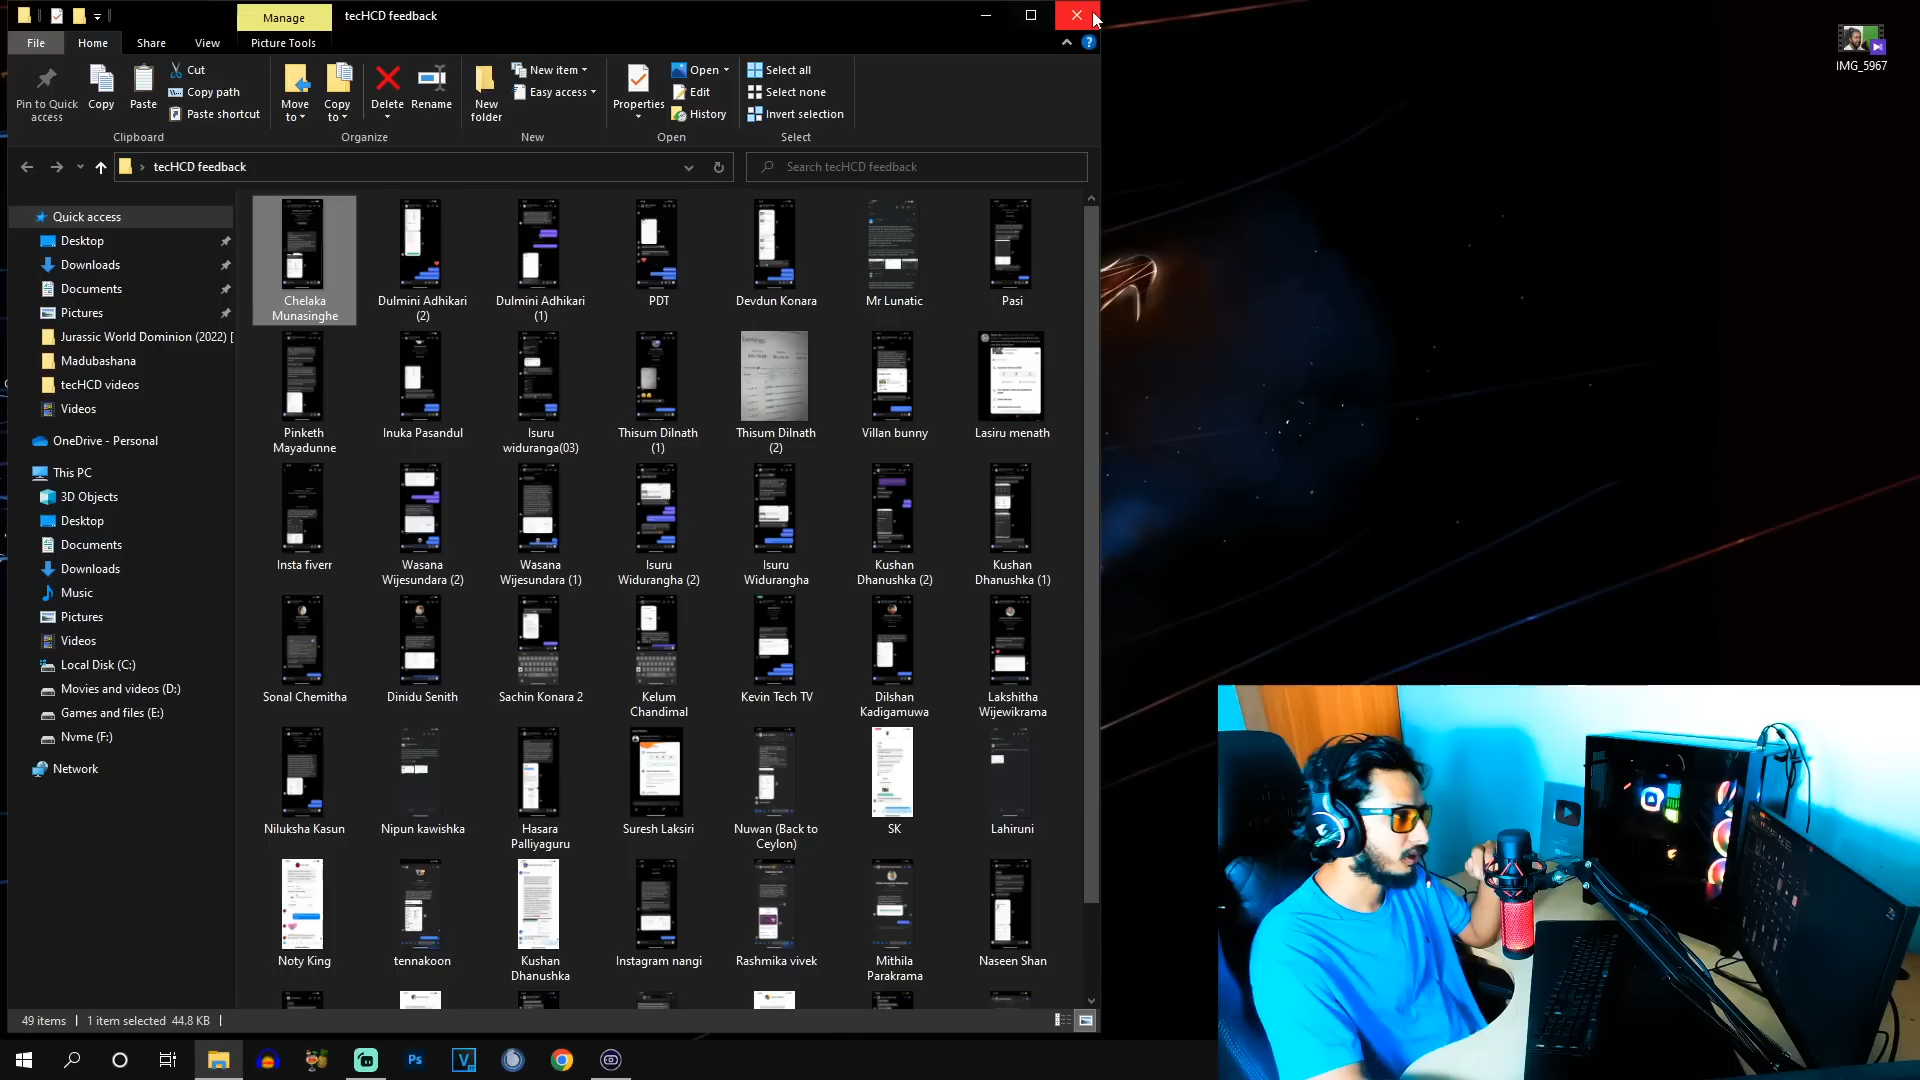 Manage
tecHCD feedback
File
Home
Share
View
Picture Tools
Pin to Quick access
Copy
Paste
Cut
Copy path
Paste shortcut
Clipboard
Move to
Copy to
Delete
Rename
Organize
New folder
New item
Easy access
New
Properties
Open
Edit
History
Open
Select all
Select none
Invert selection
Select
tecHCD feedback
Search tecHCD feedback
Quick access
Desktop
Downloads
Documents
Pictures
Jurassic World Dominion (2022) [
Madubashana
tecHCD videos
Videos
OneDrive - Personal
This PC
3D Objects
Desktop
Documents
Downloads
Music
Pictures
Videos
Local Disk (C:)
Movies and videos (D:)
Games and files (E:)
Nvme (F:)
Network
Chelaka Munasinghe
Dulmini Adhikari (2)
Dulmini Adhikari (1)
PDT
Devdun Konara
Mr Lunatic
Pasi
Pinketh Mayadunne
Inuka Pasandul
Isuru widuranga(03)
Thisum Dilnath (1)
Thisum Dilnath (2)
Villan bunny
Lasiru menath
Insta fiverr
Wasana Wijesundara (2)
Wasana Wijesundara (1)
Isuru Widurangha (2)
Isuru Widurangha
Kushan Dhanushka (2)
Kushan Dhanushka (1)
Sonal Chemitha
Dinidu Senith
Sachin Konara 2
Kelum Chandimal
Kevin Tech TV
Dilshan Kadigamuwa
Lakshitha Wijewikrama
Niluksha Kasun
Nipun kawishka
Hasara Palliyaguru
Suresh Laksiri
Nuwan (Back to Ceylon)
SK
Lahiruni
Noty King
tennakoon
Kushan Dhanushka
Instagram nangi
Rashmika vivek
Mithila Parakrama
Naseen Shan
49 items
1 item selected 44.8 KB
Ps
V
IMG_5967